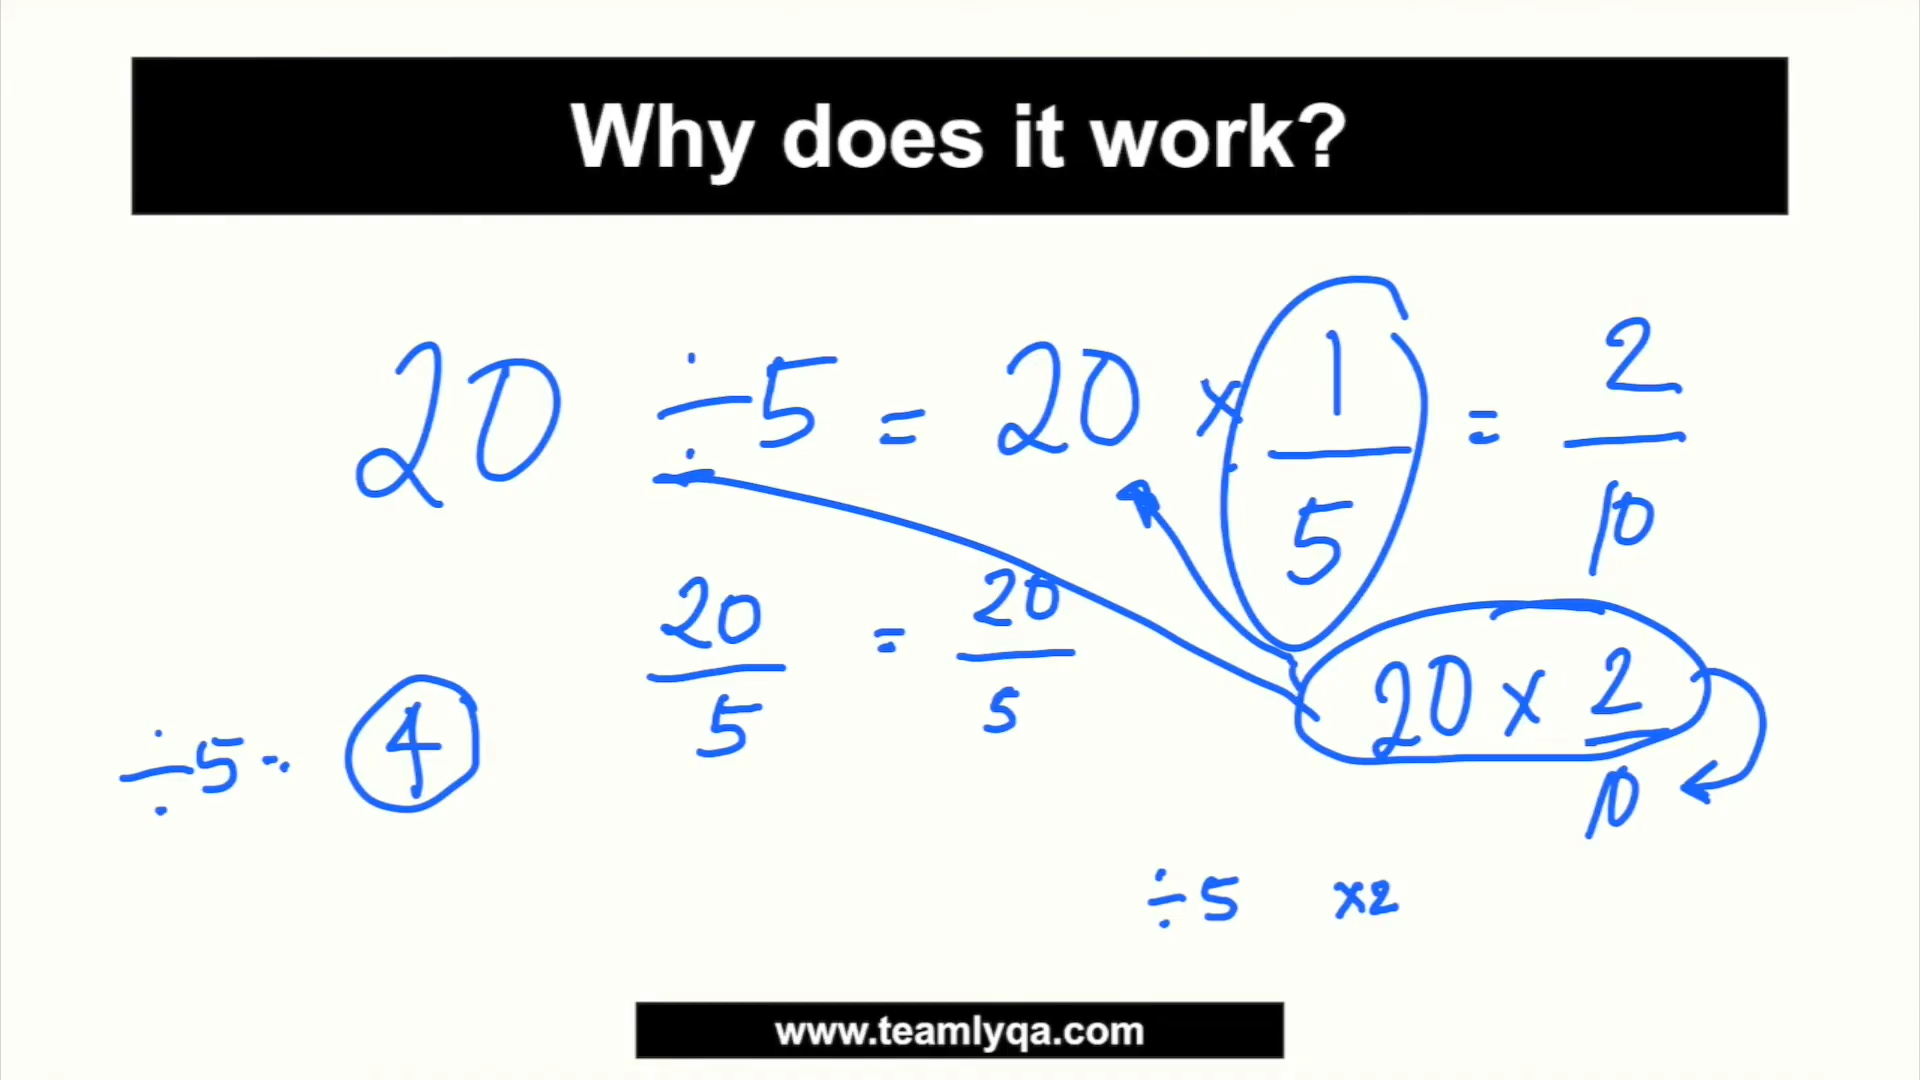 Why does it work?
20 ÷5 = 20 × 1/5 = 2/10
20/5 = 20/5
20 × 2/10
÷5 = 4
÷5 ×2
www.teamlyqa.com